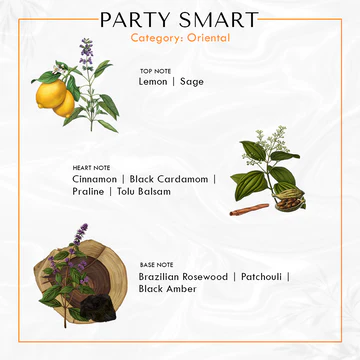 PARTY SMART
Category: Oriental
TOP NOTE
Lemon | Sage
HEART NOTE
Cinnamon | Black Cardamom |
Praline | Tolu Balsam
BASE NOTE
Brazilian Rosewood | Patchouli |
Black Amber